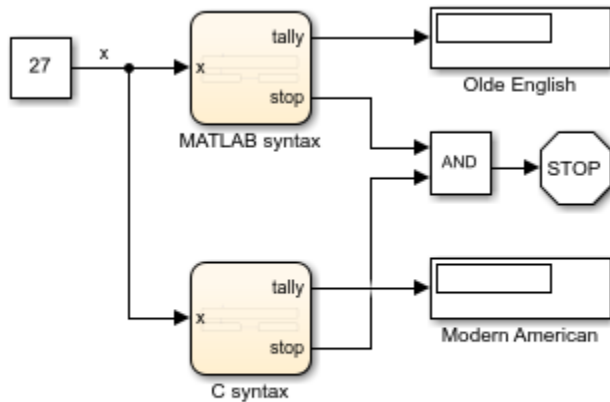 27
x
x
tally
stop
MATLAB syntax
Olde English
AND
STOP
x
tally
stop
C syntax
Modern American